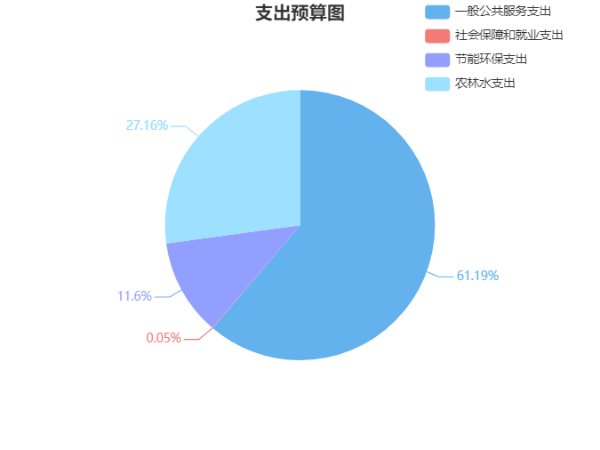 支出预算图
一般公共服务支出
社会保障和就业支出
节能环保支出
农林水支出
27.16%
61.19%
11.6%
0.05%